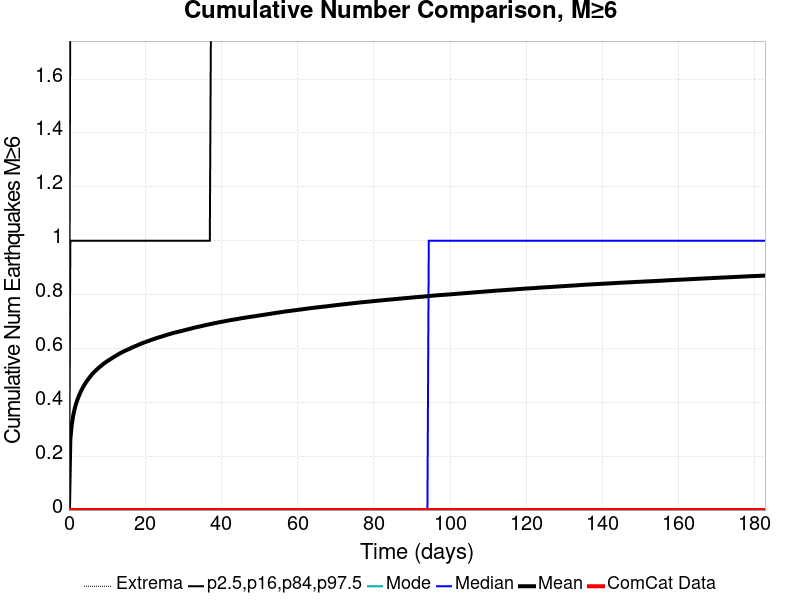 Cumulative Number Comparison, M≥6
Cumulative Num Earthquakes M≥6
1.6
1.4
1.2
1
0.8
0.6
0.4
0.2
0
0 20 40 60 80 100 120 140 160 180
Time (days)
Extrema p2.5,p16,p84,p97.5 Mode Median Mean ComCat Data